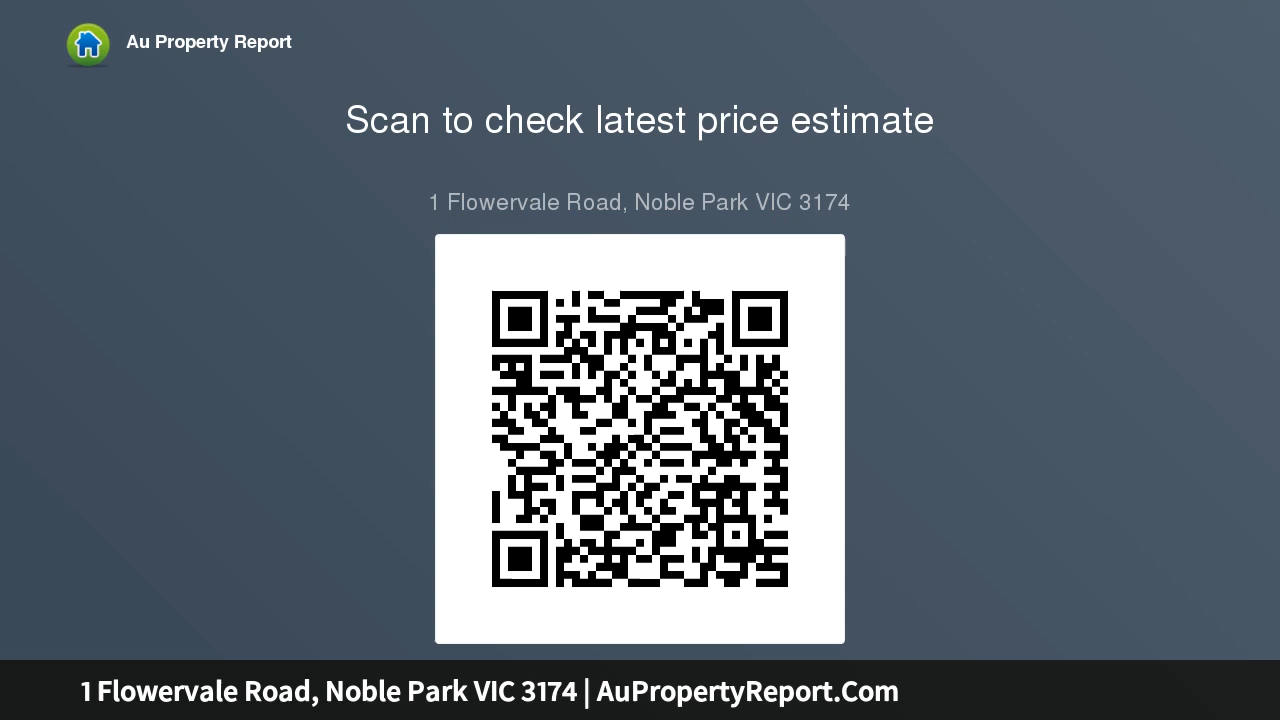 Au Property Report
Scan to check latest price estimate
1 Flowervale Road, Noble Park VIC 3174
1 Flowervale Road, Noble Park VIC 3174 | AuPropertyReport.Com